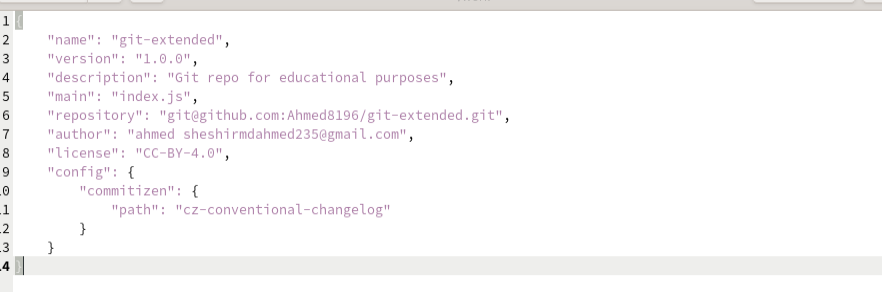 1 {
2     "name": "git-extended",
3     "version": "1.0.0",
4     "description": "Git repo for educational purposes",
5     "main": "index.js",
6     "repository": "git@github.com:Ahmed8196/git-extended.git",
7     "author": "ahmed sheshirmdahmed235@gmail.com",
8     "license": "CC-BY-4.0",
9     "config": {
10         "commitizen": {
11             "path": "cz-conventional-changelog"
12         }
13     }
14 }